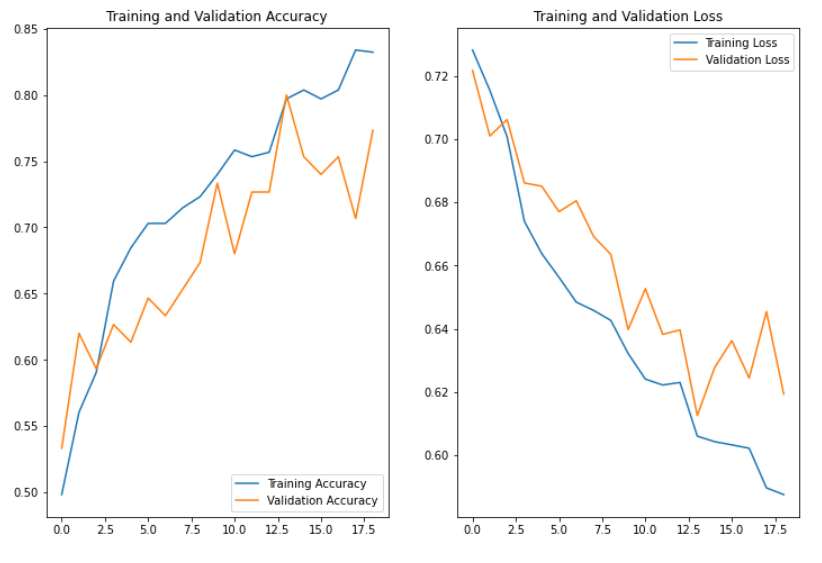 Training and Validation Accuracy
0.85
0.80
0.75
0.70
0.65
0.60
0.55
0.50
Training Accuracy
Validation Accuracy
0.0 2.5 5.0 7.5 10.0 12.5 15.0 17.5
Training and Validation Loss
Training Loss
Validation Loss
0.72
0.70
0.68
0.66
0.64
0.62
0.60
0.0 2.5 5.0 7.5 10.0 12.5 15.0 17.5